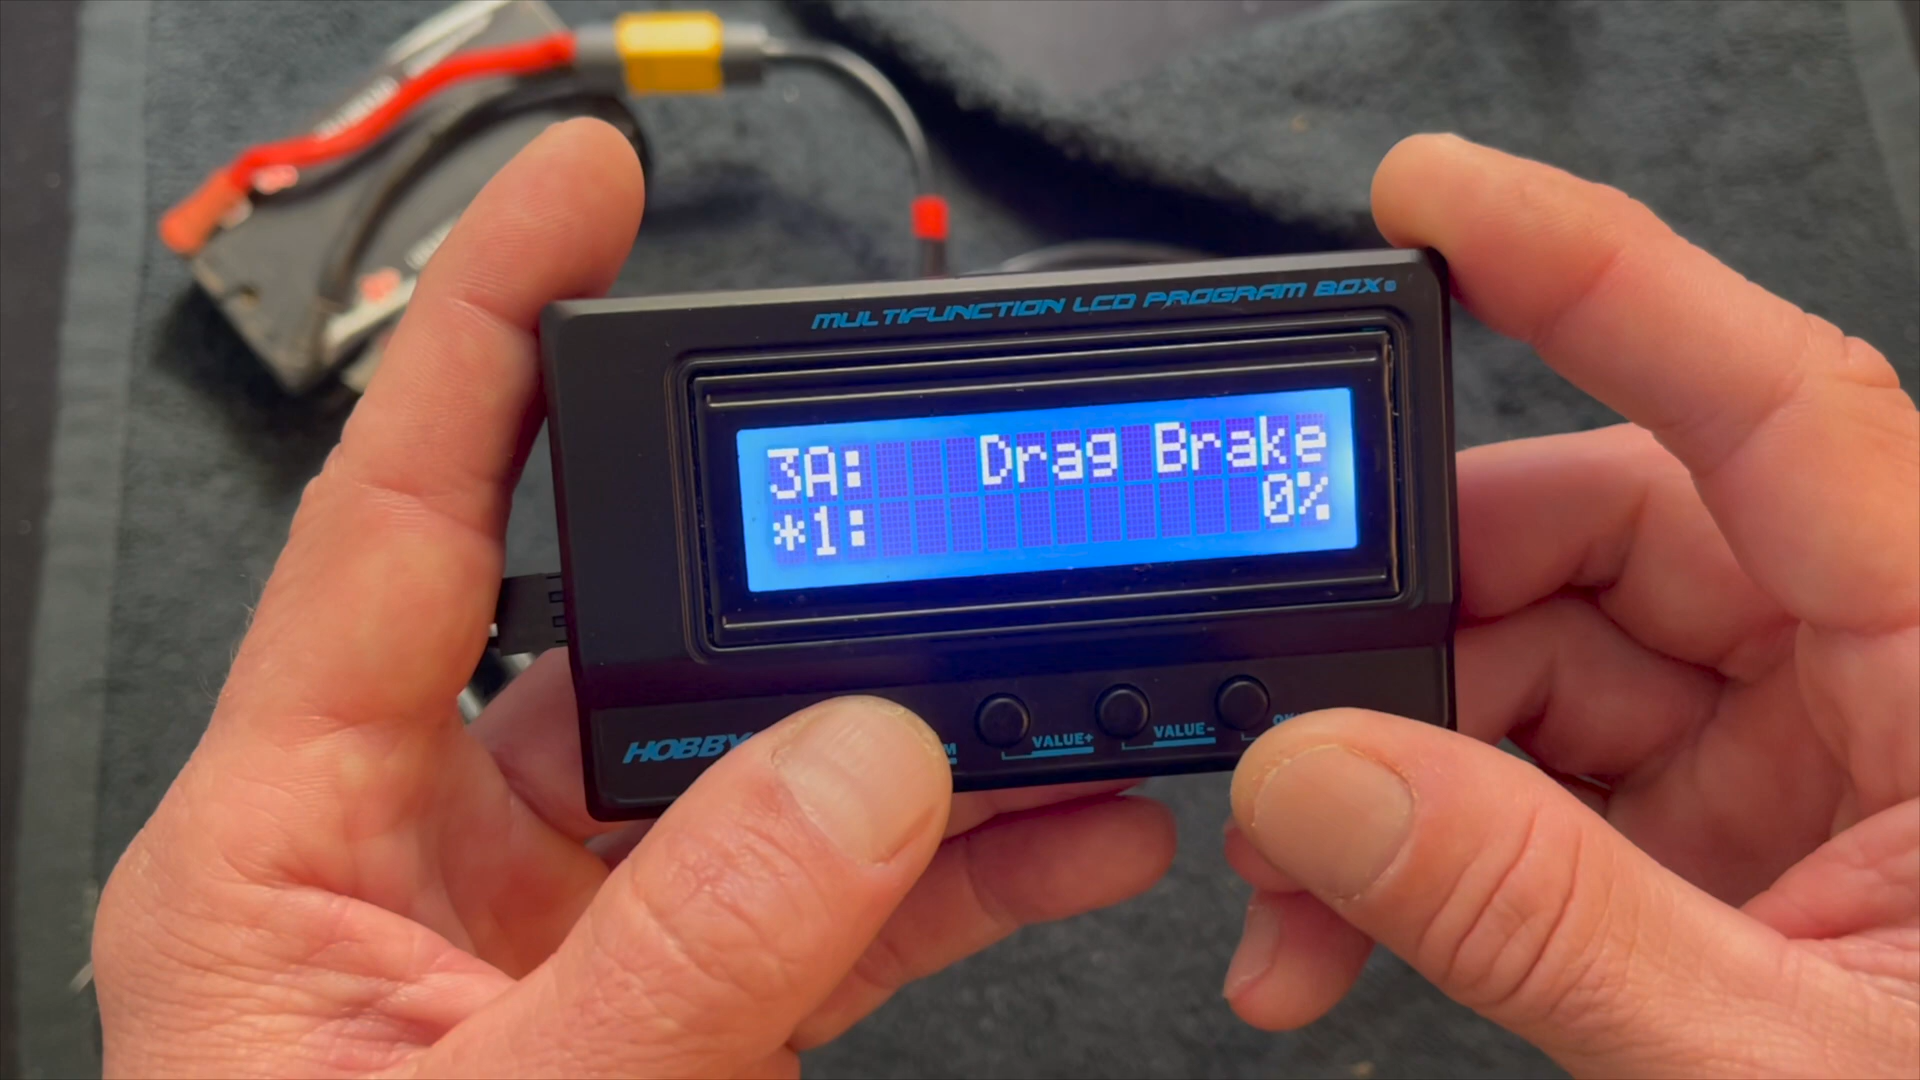 MULTIFUNCTION LCD PROGRAM BOX
3A: Drag Brake
*1: 0%
HOBBY
VALUE+
VALUE-